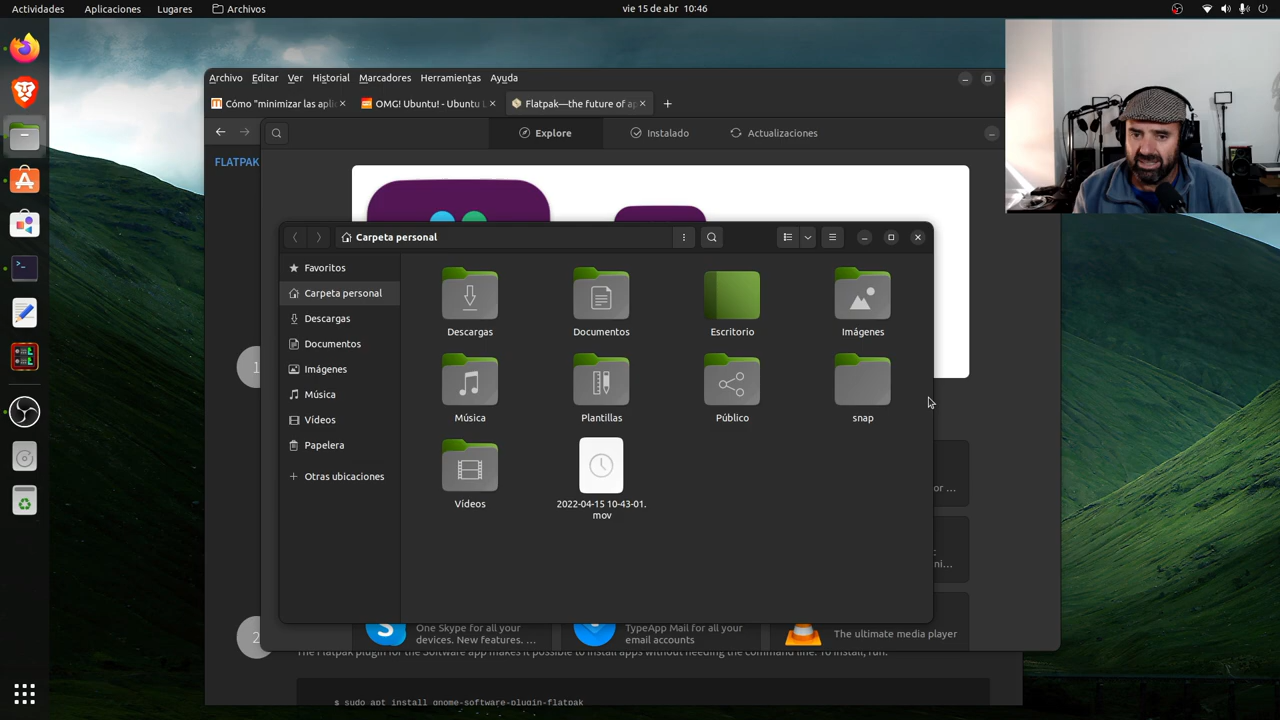 Actividades
Aplicaciones
Lugares
Archivos
vie 15 de abr 10:46
Archivo
Editar
Ver
Historial
Marcadores
Herramientas
Ayuda
Cómo "minimizar las apli
OMG! Ubuntu! - Ubuntu L
Flatpak—the future of ap
FLATPAK
Explore
Instalado
Actualizaciones
Carpeta personal
Favoritos
Carpeta personal
Descargas
Documentos
Imágenes
Música
Vídeos
Papelera
Otras ubicaciones
Descargas
Documentos
Escritorio
Imágenes
Música
Plantillas
Público
snap
Vídeos
2022-04-15 10-43-01.
mov
1
or …
ni…
2
One Skype for all your
devices. New features. …
TypeApp Mail for all your
email accounts
The ultimate media player
The Flatpak plugin for the Software app makes it possible to install apps without needing the command line. To install, run:
$ sudo apt install gnome-software-plugin-flatpak